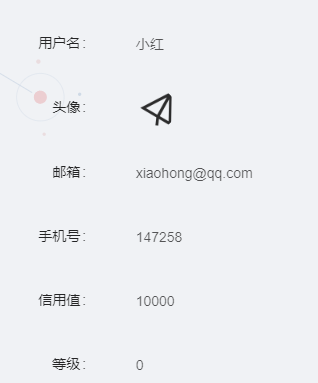 用户名: 小红
头像:
邮箱: xiaohong@qq.com
手机号: 147258
信用值: 10000
等级: 0